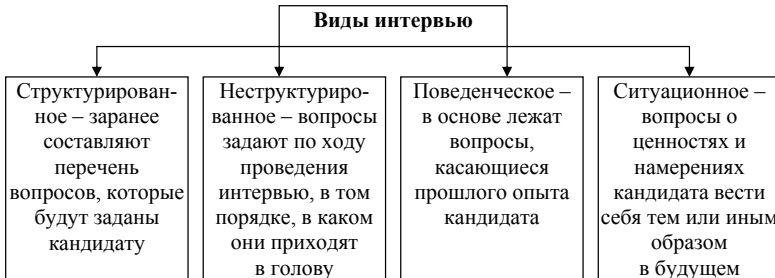 Виды интервью
Структурирован-
ное – заранее
составляют
перечень
вопросов, которые
будут заданы
кандидату
Неструктуриро-
ванное – вопросы
задают по ходу
проведения
интервью, в том
порядке, в каком
они приходят
в голову
Поведенческое –
в основе лежат
вопросы,
касающиеся
прошлого опыта
кандидата
Ситуационное –
вопросы о
ценностях и
намерениях
кандидата вести
себя тем или иным
образом
в будущем